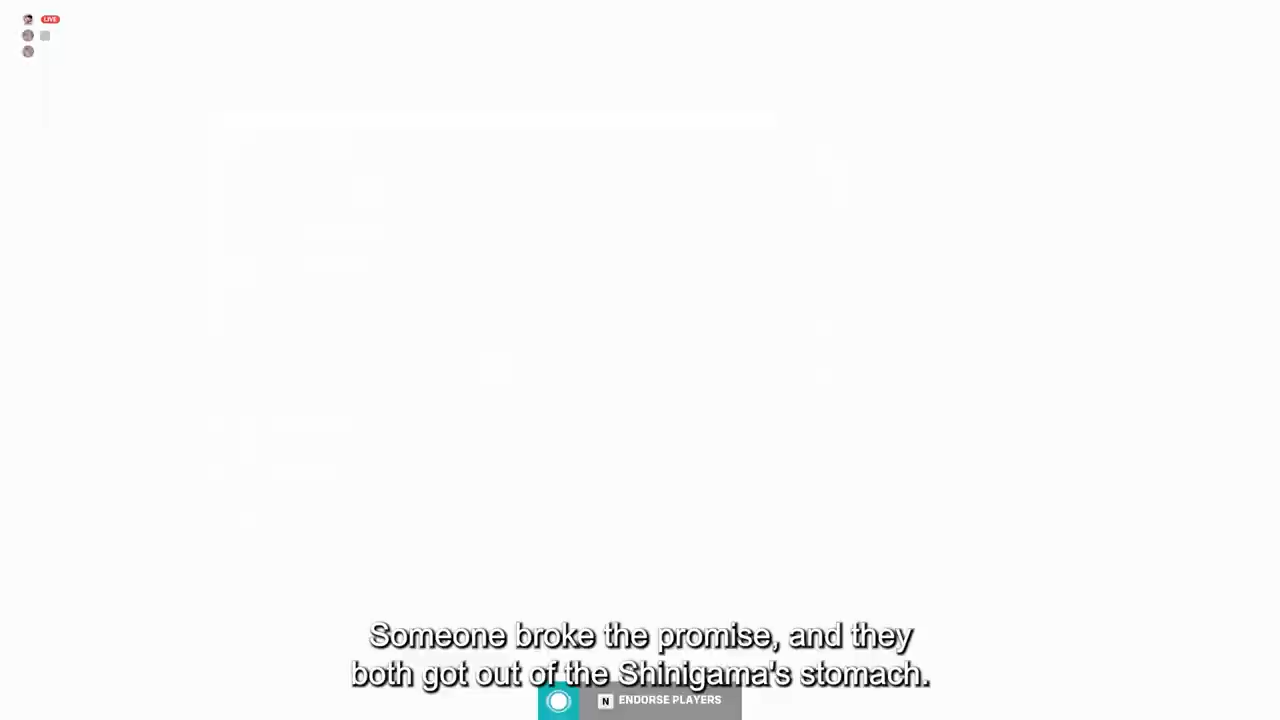 LIVE
Someone broke the promise, and they
both got out of the Shinigama's stomach.
N ENDORSE PLAYERS